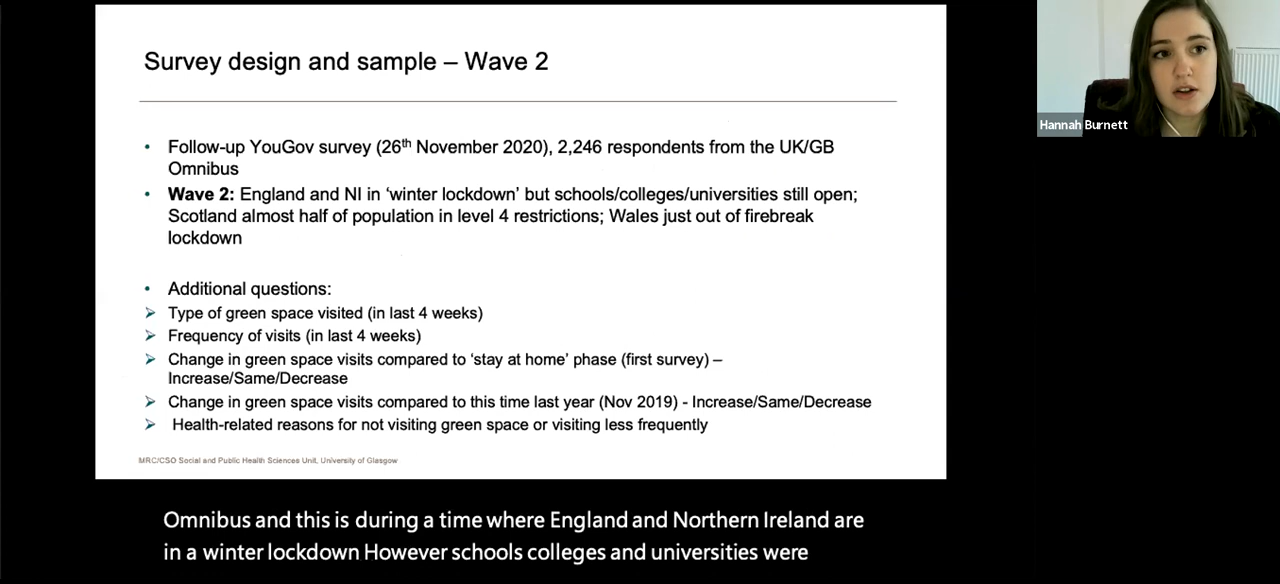 Survey design and sample – Wave 2
• Follow-up YouGov survey (26th November 2020), 2,246 respondents from the UK/GB
Omnibus
• Wave 2: England and NI in ‘winter lockdown’ but schools/colleges/universities still open;
Scotland almost half of population in level 4 restrictions; Wales just out of firebreak
lockdown
• Additional questions:
➢ Type of green space visited (in last 4 weeks)
➢ Frequency of visits (in last 4 weeks)
➢ Change in green space visits compared to ‘stay at home’ phase (first survey) –
Increase/Same/Decrease
➢ Change in green space visits compared to this time last year (Nov 2019) - Increase/Same/Decrease
➢ Health-related reasons for not visiting green space or visiting less frequently
MRC/CSO Social and Public Health Sciences Unit, University of Glasgow
Hannah Burnett
Omnibus and this is during a time where England and Northern Ireland are
in a winter lockdown However schools colleges and universities were